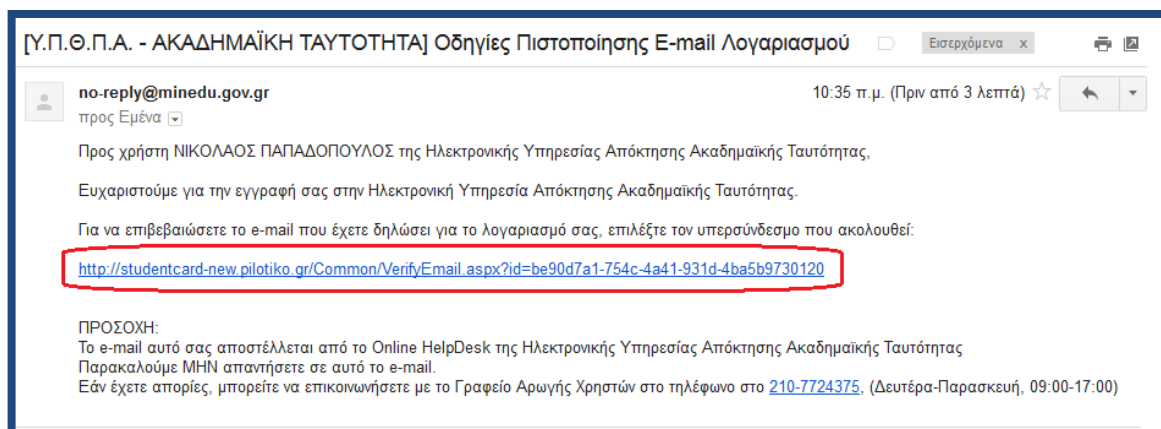 [Υ.Π.Θ.Π.Α. - ΑΚΑΔΗΜΑΪΚΗ ΤΑΥΤΟΤΗΤΑ] Οδηγίες Πιστοποίησης E-mail Λογαριασμού Εισερχόμενα x
no-reply@minedu.gov.gr 10:35 π.μ. (Πριν από 3 λεπτά)
προς Εμένα
Προς χρήστη ΝΙΚΟΛΑΟΣ ΠΑΠΑΔΟΠΟΥΛΟΣ της Ηλεκτρονικής Υπηρεσίας Απόκτησης Ακαδημαϊκής Ταυτότητας,
Ευχαριστούμε για την εγγραφή σας στην Ηλεκτρονική Υπηρεσία Απόκτησης Ακαδημαϊκής Ταυτότητας.
Για να επιβεβαιώσετε το e-mail που έχετε δηλώσει για το λογαριασμό σας, επιλέξτε τον υπερσύνδεσμο που ακολουθεί:
http://studentcard-new.pilotiko.gr/Common/VerifyEmail.aspx?id=be90d7a1-754c-4a41-931d-4ba5b9730120
ΠΡΟΣΟΧΗ:
Το e-mail αυτό σας αποστέλλεται από το Online HelpDesk της Ηλεκτρονικής Υπηρεσίας Απόκτησης Ακαδημαϊκής Ταυτότητας
Παρακαλούμε ΜΗΝ απαντήσετε σε αυτό το e-mail.
Εάν έχετε απορίες, μπορείτε να επικοινωνήσετε με το Γραφείο Αρωγής Χρηστών στο τηλέφωνο στο 210-7724375, (Δευτέρα-Παρασκευή, 09:00-17:00)